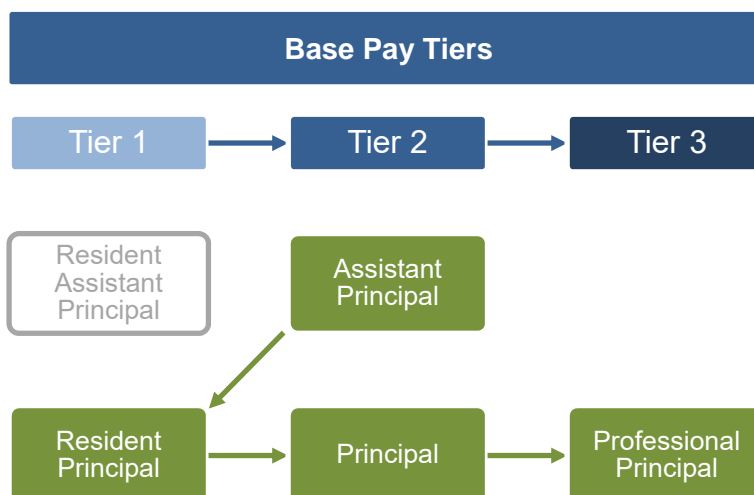 Base Pay Tiers
Tier 1
Tier 2
Tier 3
Resident
Assistant
Principal
Assistant
Principal
Resident
Principal
Principal
Professional
Principal